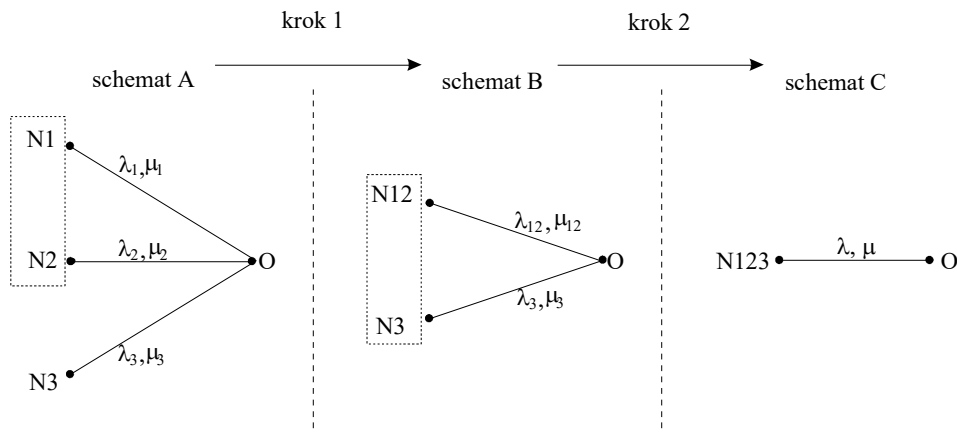 krok 1
krok 2
schemat A
schemat B
schemat C
N1
λ₁,μ₁
N2
λ₂,μ₂
O
N3
λ₃,μ₃
N12
λ₁₂,μ₁₂
O
N3
λ₃,μ₃
N123
λ, μ
O